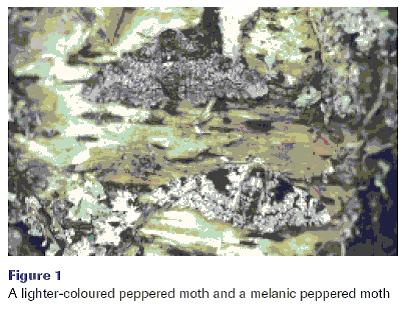 Figure 1
A lighter-coloured peppered moth and a melanic peppered moth